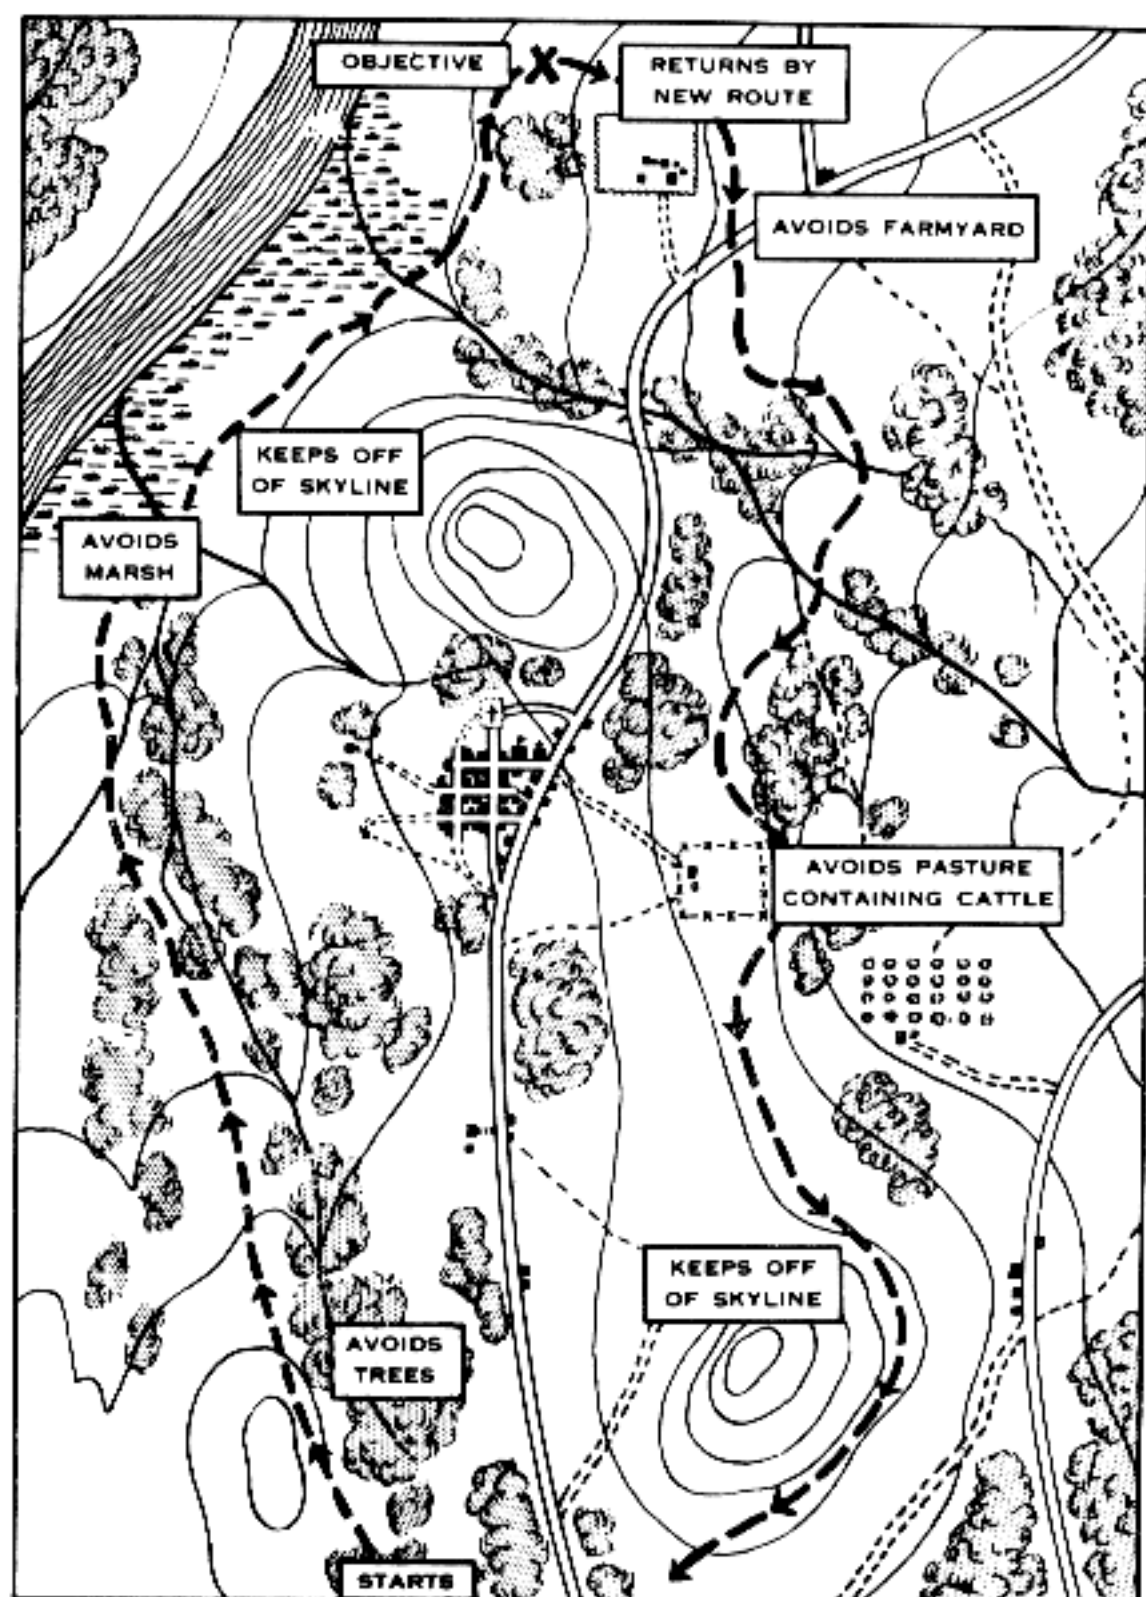 OBJECTIVE
RETURNS BY
NEW ROUTE
AVOIDS FARMYARD
KEEPS OFF
OF SKYLINE
AVOIDS
MARSH
AVOIDS PASTURE
CONTAINING CATTLE
KEEPS OFF
OF SKYLINE
AVOIDS
TREES
STARTS